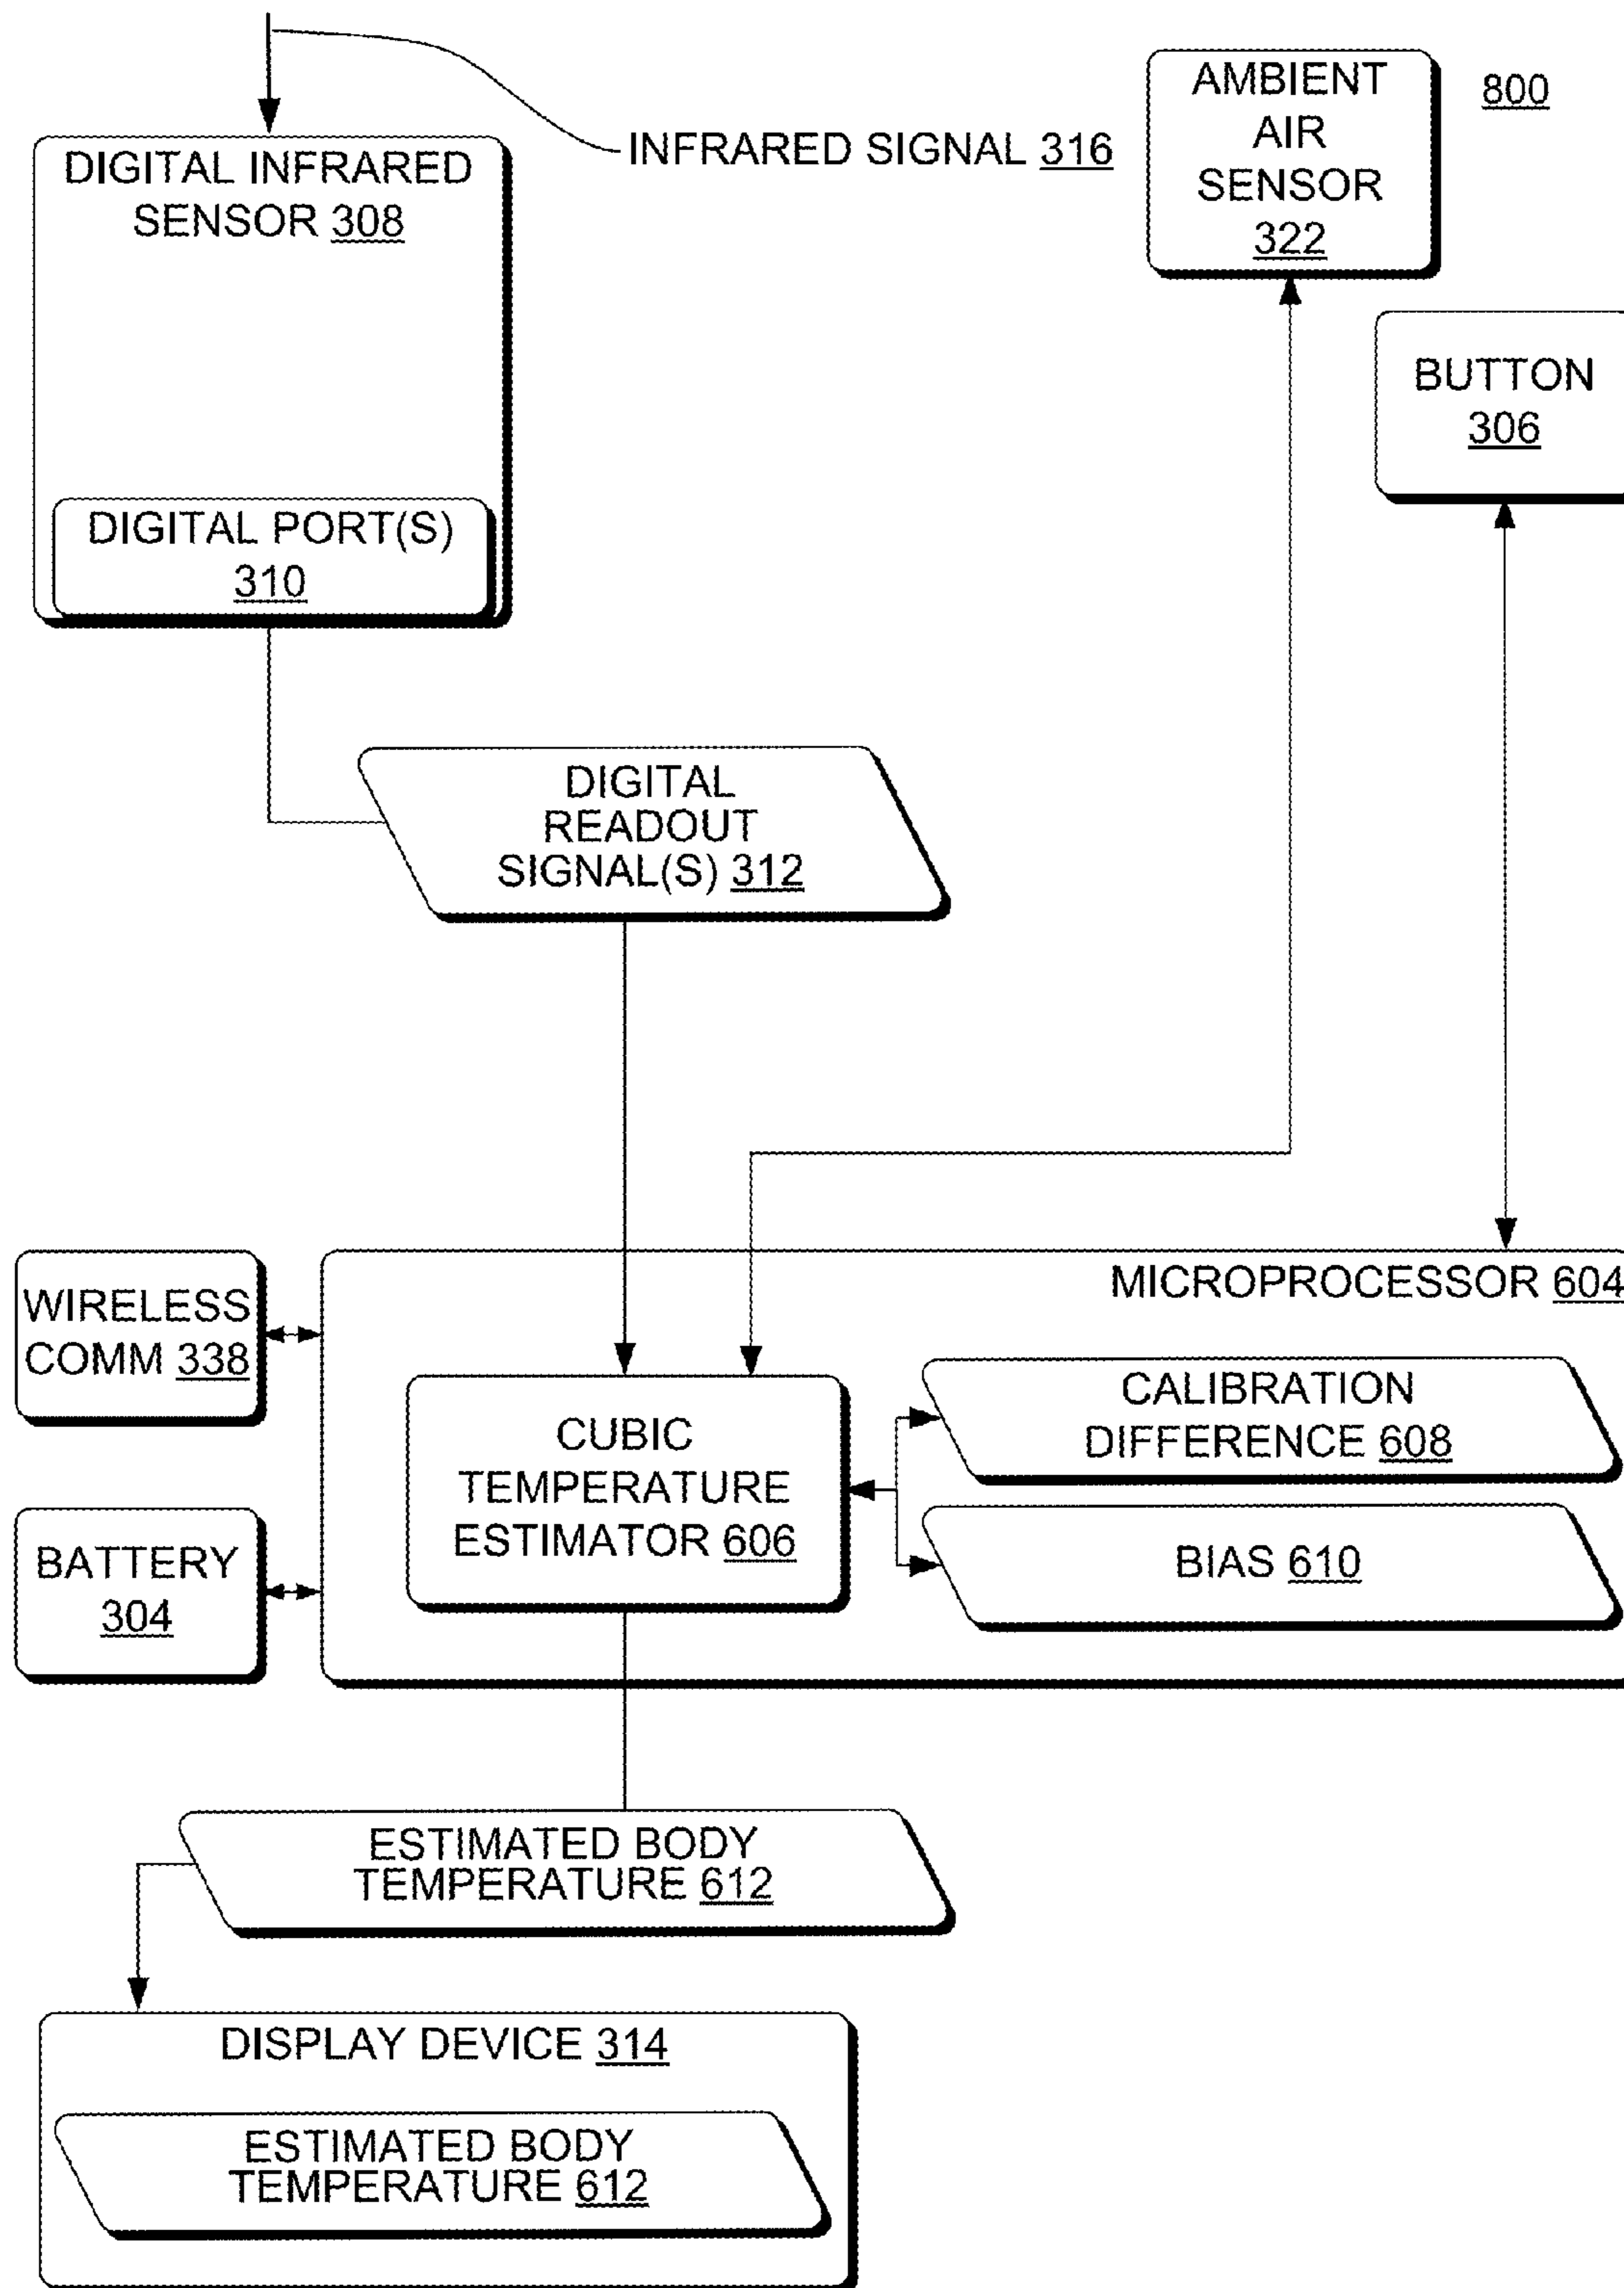 INFRARED SIGNAL 316
AMBIENT
AIR
SENSOR
322
800
DIGITAL INFRARED
SENSOR 308
BUTTON
306
DIGITAL PORT(S)
310
DIGITAL
READOUT
SIGNAL(S) 312
MICROPROCESSOR 604
WIRELESS
COMM 338
CUBIC
TEMPERATURE
ESTIMATOR 606
CALIBRATION
DIFFERENCE 608
BIAS 610
BATTERY
304
ESTIMATED BODY
TEMPERATURE 612
DISPLAY DEVICE 314
ESTIMATED BODY
TEMPERATURE 612